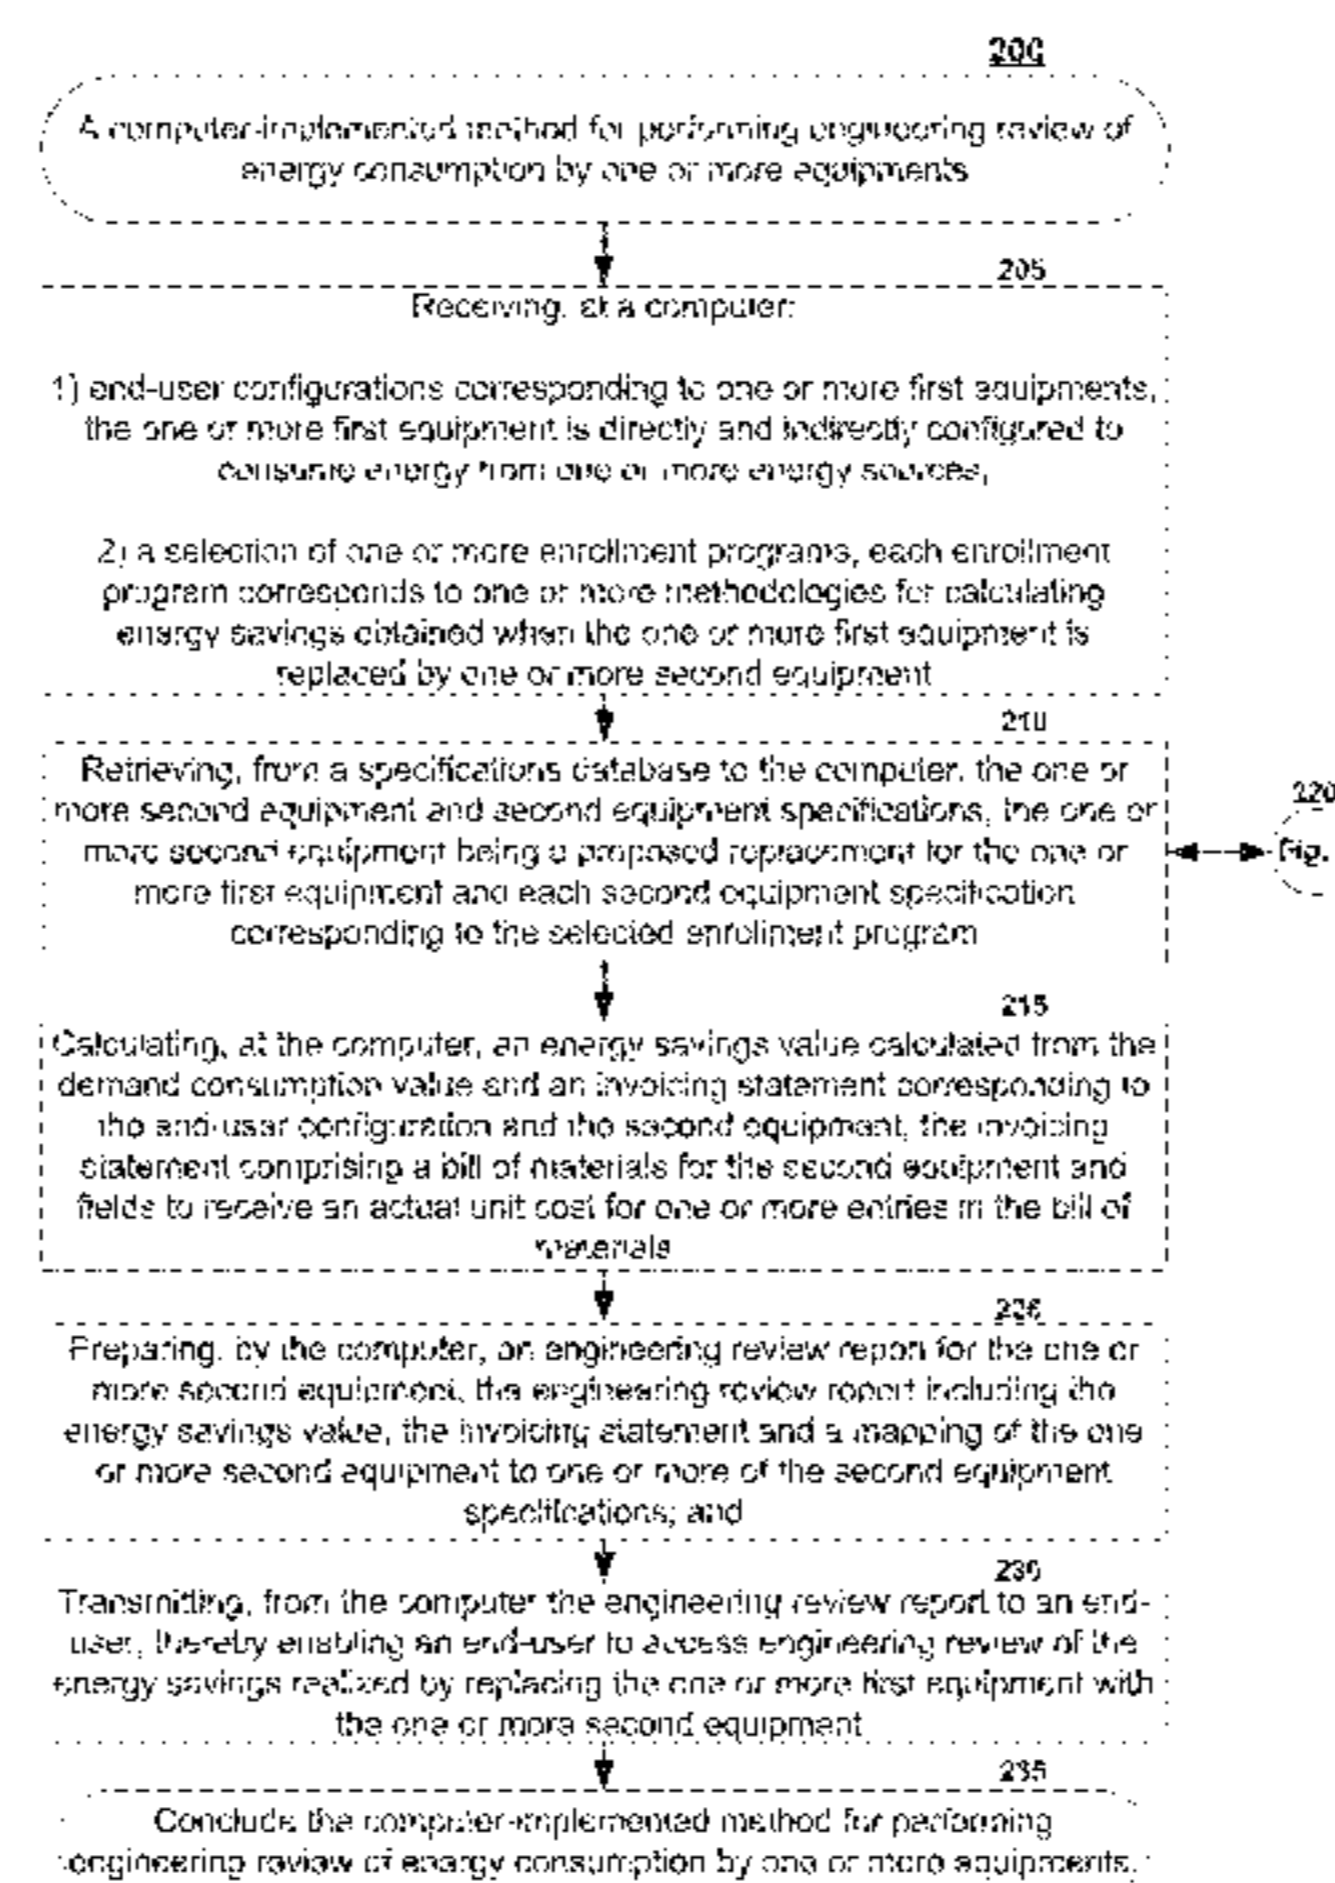 200
A computer-implemented method for performing engineering review of
energy consumption by one or more equipments
205
Receiving, at a computer:
1) end-user configurations corresponding to one or more first equipments,
the one or more first equipment is directly and indirectly configured to
consume energy from one or more energy sources,
2) a selection of one or more enrollment programs, each enrollment
program corresponds to one or more methodologies for calculating
energy savings obtained when the one or more first equipment is
replaced by one or more second equipment
210
Retrieving, from a specifications database to the computer, the one or
more second equipment and second equipment specifications, the one or
more second equipment being a proposed replacement for the one or
more first equipment and each second equipment specification
corresponding to the selected enrollment program
220
Fig.
215
Calculating, at the computer, an energy savings value calculated from the
demand consumption value and an invoicing statement corresponding to
the end-user configuration and the second equipment, the invoicing
statement comprising a bill of materials for the second equipment and
fields to receive an actual unit cost for one or more entries in the bill of
materials
Preparing, by the computer, an engineering review report for the one or
more second equipment, the engineering review report including the
energy savings value, the invoicing statement and a mapping of the one
or more second equipment to one or more of the second equipment
specifications; and
230
Transmitting, from the computer the engineering review report to an end-
user, thereby enabling an end-user to access engineering review of the
energy savings realized by replacing the one or more first equipment with
the one or more second equipment
235
Conclude the computer-implemented method for performing
engineering review of energy consumption by one or more equipments.